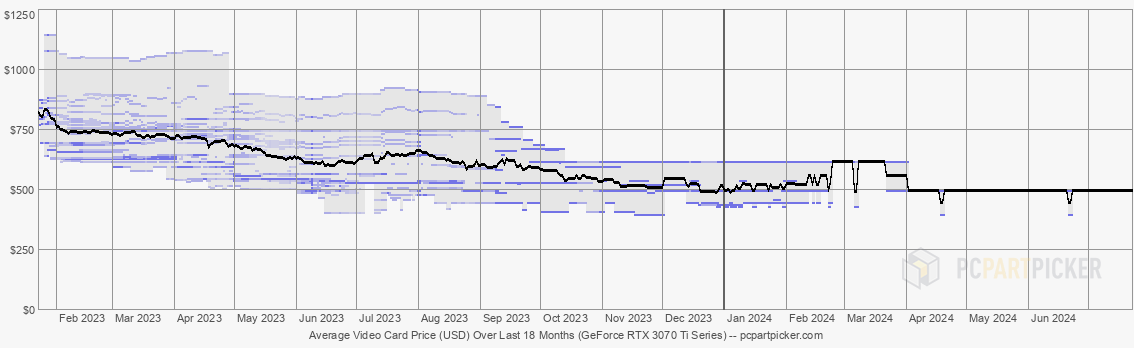 $1250
$1000
$750
$500
$250
$0
PCPARTPICKER
Feb 2023 Mar 2023 Apr 2023 May 2023 Jun 2023 Jul 2023 Aug 2023 Sep 2023 Oct 2023 Nov 2023 Dec 2023 Jan 2024 Feb 2024 Mar 2024 Apr 2024 May 2024 Jun 2024
Average Video Card Price (USD) Over Last 18 Months (GeForce RTX 3070 Ti Series) -- pcpartpicker.com